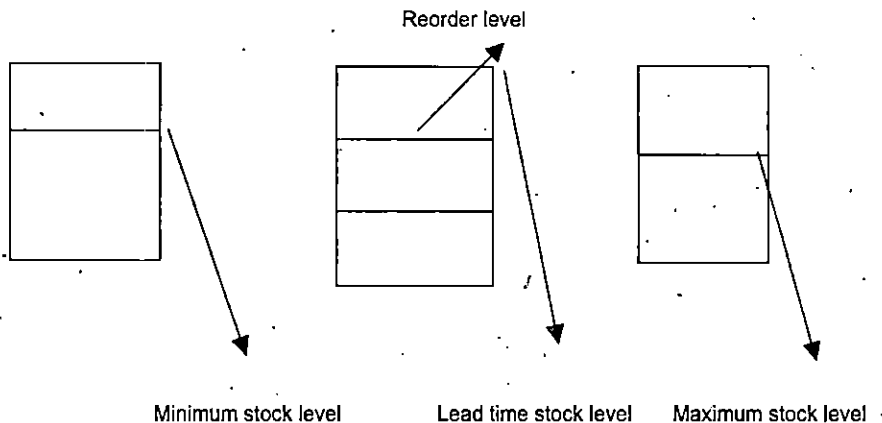 Reorder level
Minimum stock level
Lead time stock level
Maximum stock level